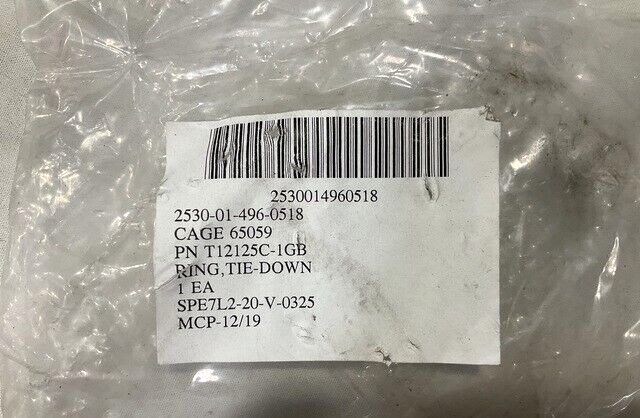 2530014960518
2530-01-496-0518
CAGE 65059
PN T12125C-1GB
RING,TIE-DOWN
1 EA
SPE7L2-20-V-0325
MCP-12/19